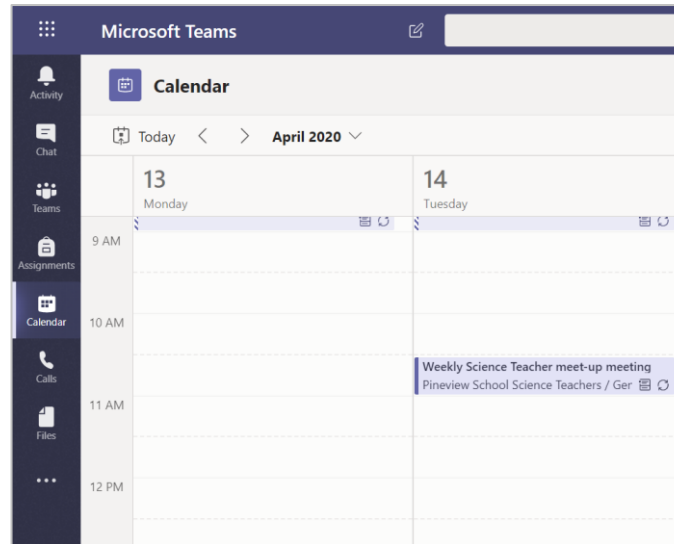 Microsoft Teams
Activity
Chat
Teams
Assignments
Calendar
Calls
Files
Calendar
Today
April 2020
13
Monday
14
Tuesday
9 AM
10 AM
Weekly Science Teacher meet-up meeting
Pineview School Science Teachers / Ger
11 AM
12 PM